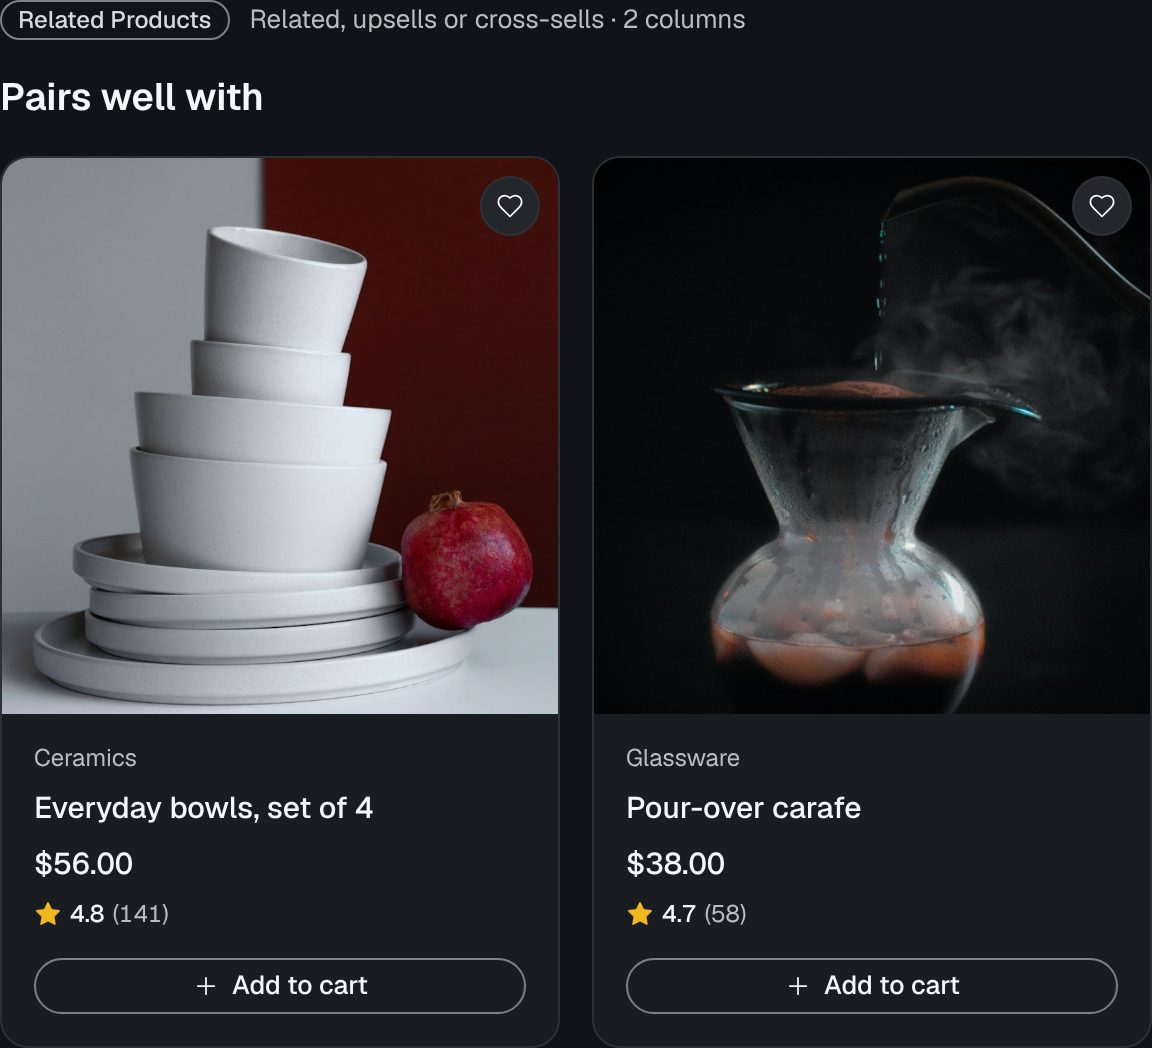 Related Products
Related, upsells or cross-sells · 2 columns
Pairs well with
Ceramics
Everyday bowls, set of 4
$56.00
4.8 (141)
Add to cart
Glassware
Pour-over carafe
$38.00
4.7 (58)
Add to cart